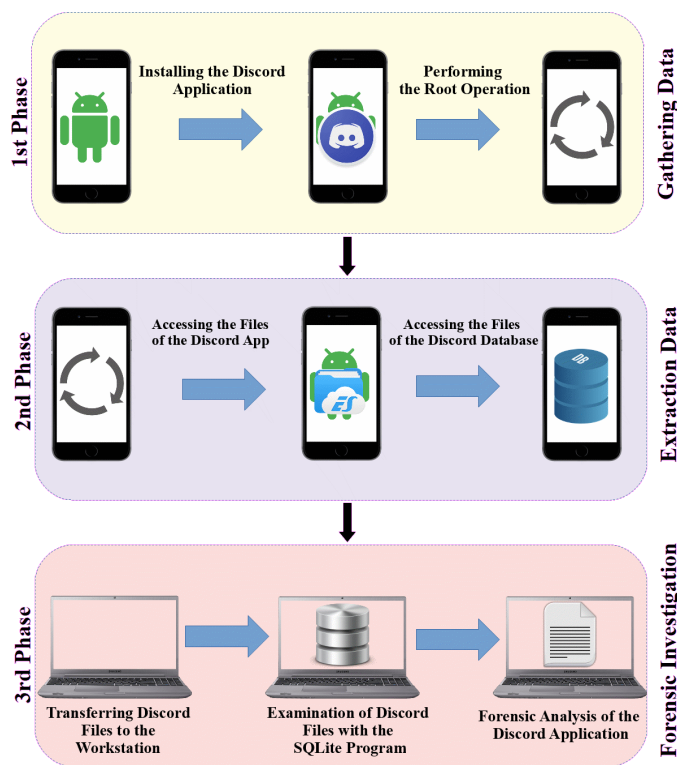 1st Phase
Installing the Discord
Application
Performing
the Root Operation
Gathering Data
2nd Phase
Accessing the Files
of the Discord App
Accessing the Files
of the Discord Database
ES
DB
Extraction Data
3rd Phase
Transferring Discord
Files to the
Workstation
Examination of Discord
Files with the
SQLite Program
Forensic Analysis of the
Discord Application
Forensic Investigation